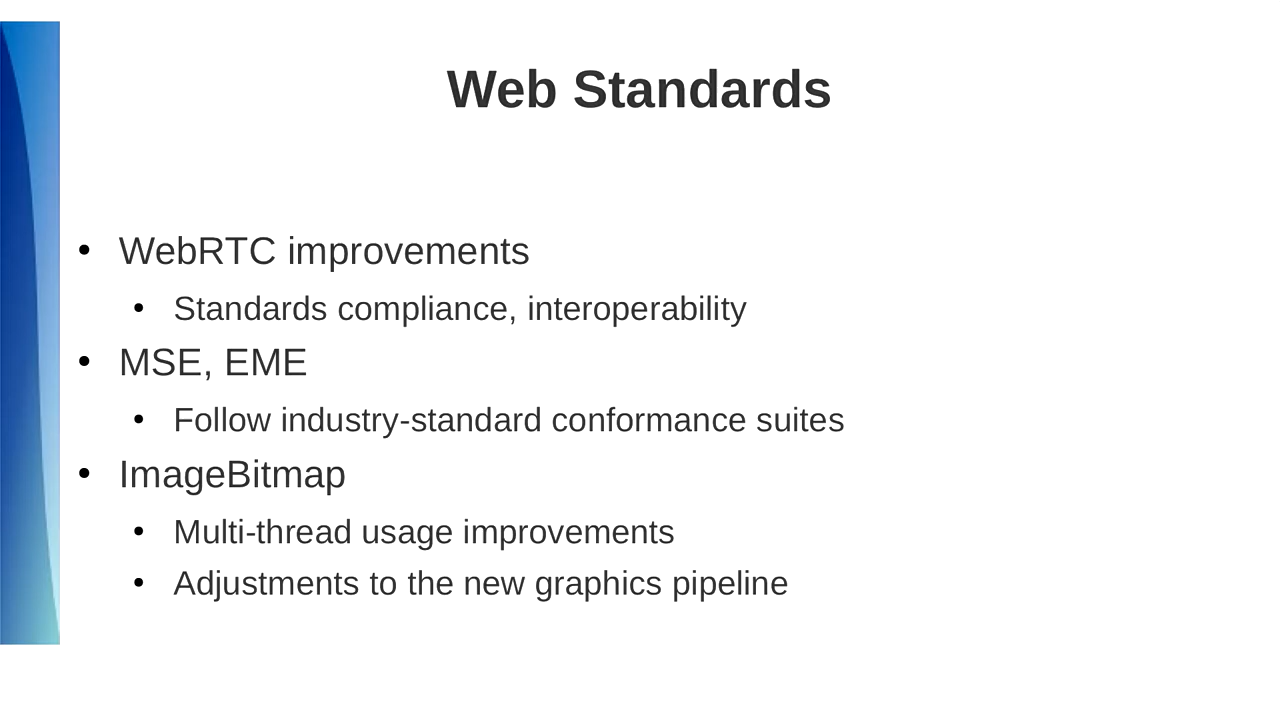 Web Standards
• WebRTC improvements
• Standards compliance, interoperability
• MSE, EME
• Follow industry-standard conformance suites
• ImageBitmap
• Multi-thread usage improvements
• Adjustments to the new graphics pipeline